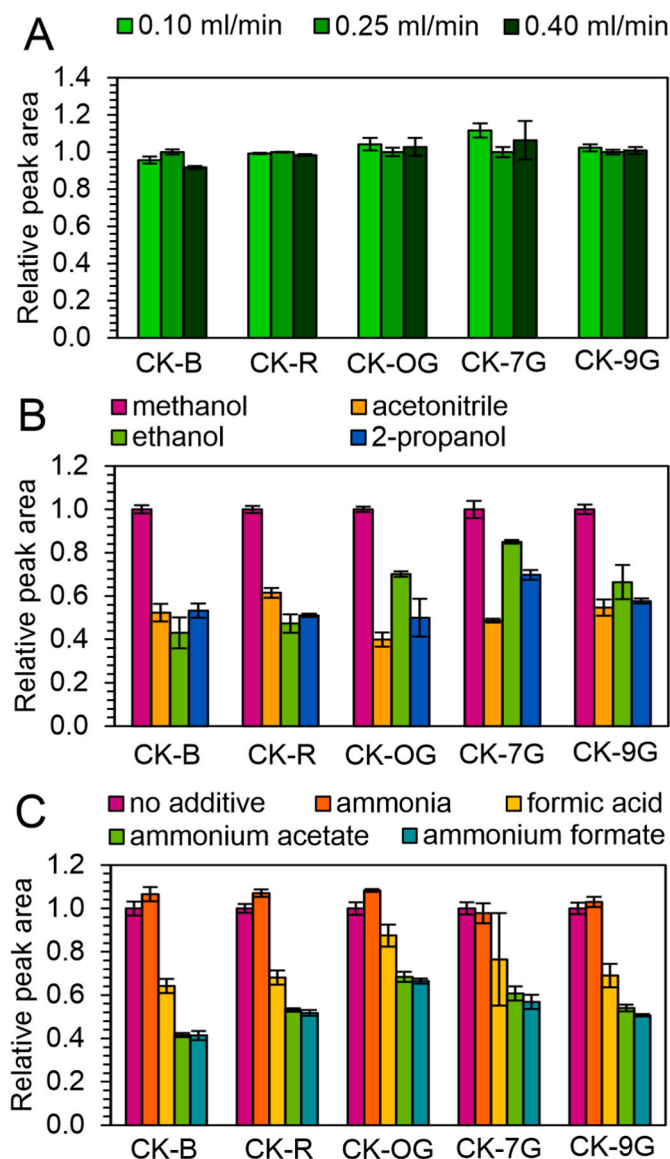 A
0.10 ml/min 0.25 ml/min 0.40 ml/min
Relative peak area
1.4
1.2
1.0
0.8
0.6
0.4
0.2
0.0
CK-B CK-R CK-OG CK-7G CK-9G
B
methanol acetonitrile
ethanol 2-propanol
Relative peak area
1.2
1.0
0.8
0.6
0.4
0.2
0.0
CK-B CK-R CK-OG CK-7G CK-9G
C
no additive ammonia formic acid
ammonium acetate ammonium formate
Relative peak area
1.2
1.0
0.8
0.6
0.4
0.2
0.0
CK-B CK-R CK-OG CK-7G CK-9G